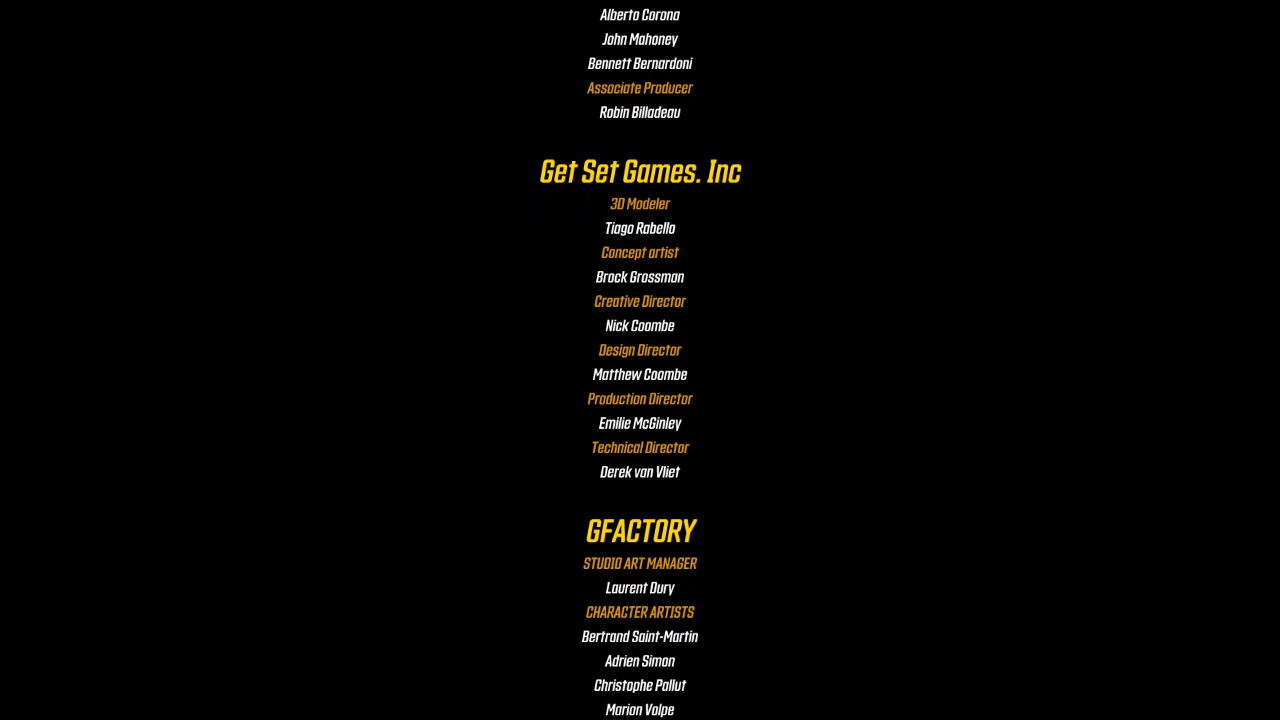 Alberto Corona
John Mahoney
Bennett Bernardoni
Associate Producer
Robin Billadeau
Get Set Games. Inc
3D Modeler
Tiago Rabello
Concept artist
Brock Grossman
Creative Director
Nick Coombe
Design Director
Matthew Coombe
Production Director
Emilie McGinley
Technical Director
Derek van Vliet
GFACTORY
STUDIO ART MANAGER
Laurent Dury
CHARACTER ARTISTS
Bertrand Saint-Martin
Adrien Simon
Christophe Pallut
Marion Volpe